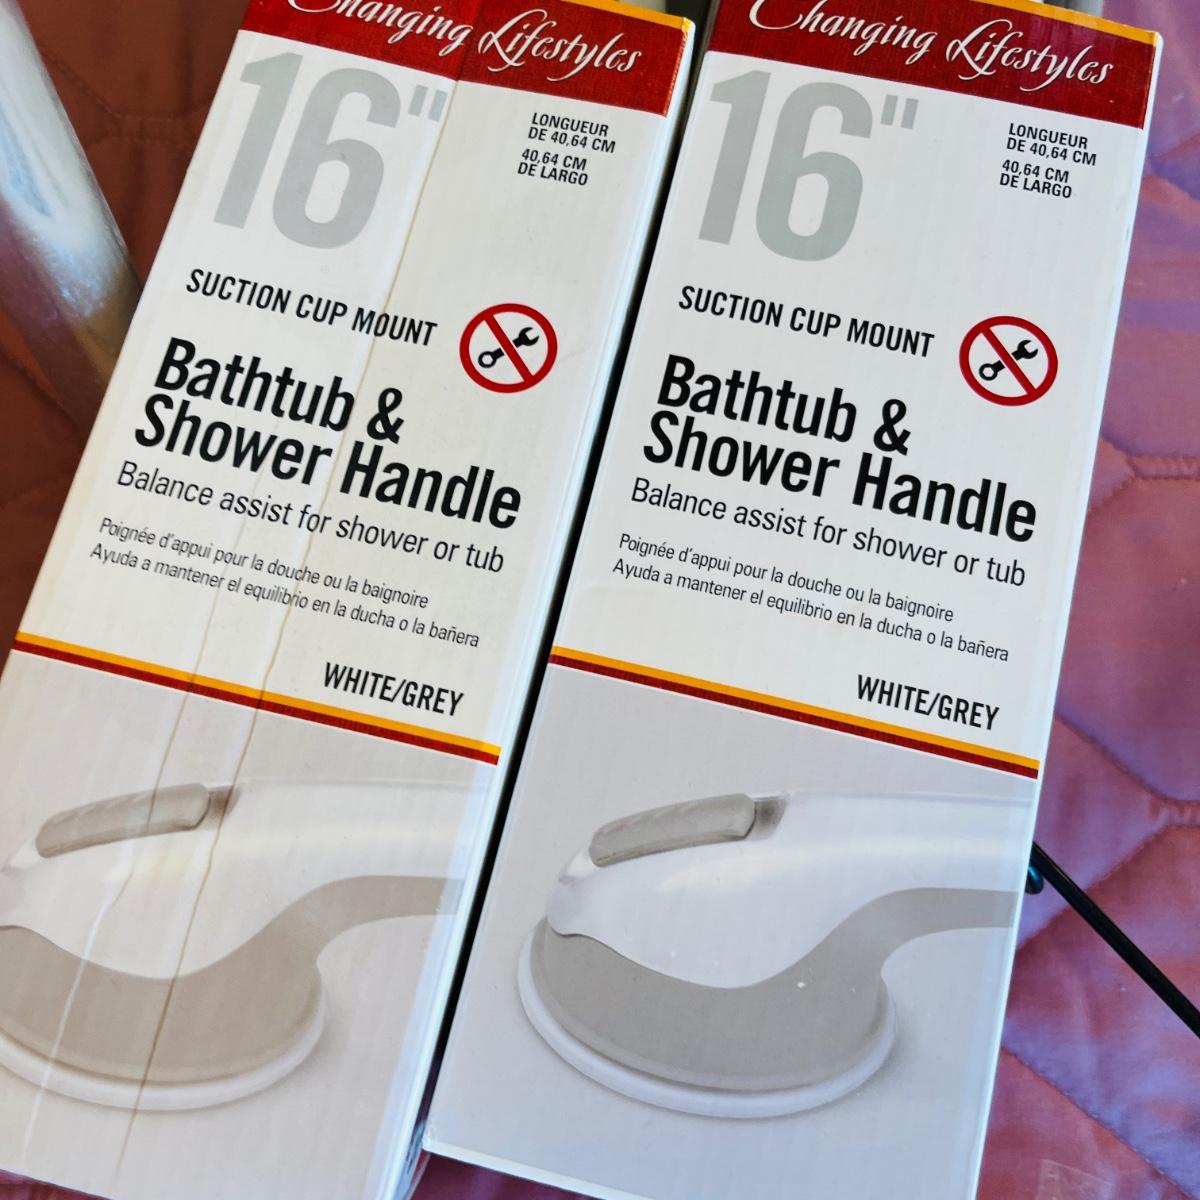 Changing Lifestyles
16"
LONGUEUR
DE 40,64 CM
40,64 CM
DE LARGO
SUCTION CUP MOUNT
Bathtub &
Shower Handle
Balance assist for shower or tub
Poignée d'appui pour la douche ou la baignoire
Ayuda a mantener el equilibrio en la ducha o la bañera
WHITE/GREY
Changing Lifestyles
16"
LONGUEUR
DE 40,64 CM
40,64 CM
DE LARGO
SUCTION CUP MOUNT
Bathtub &
Shower Handle
Balance assist for shower or tub
Poignée d'appui pour la douche ou la baignoire
Ayuda a mantener el equilibrio en la ducha o la bañera
WHITE/GREY